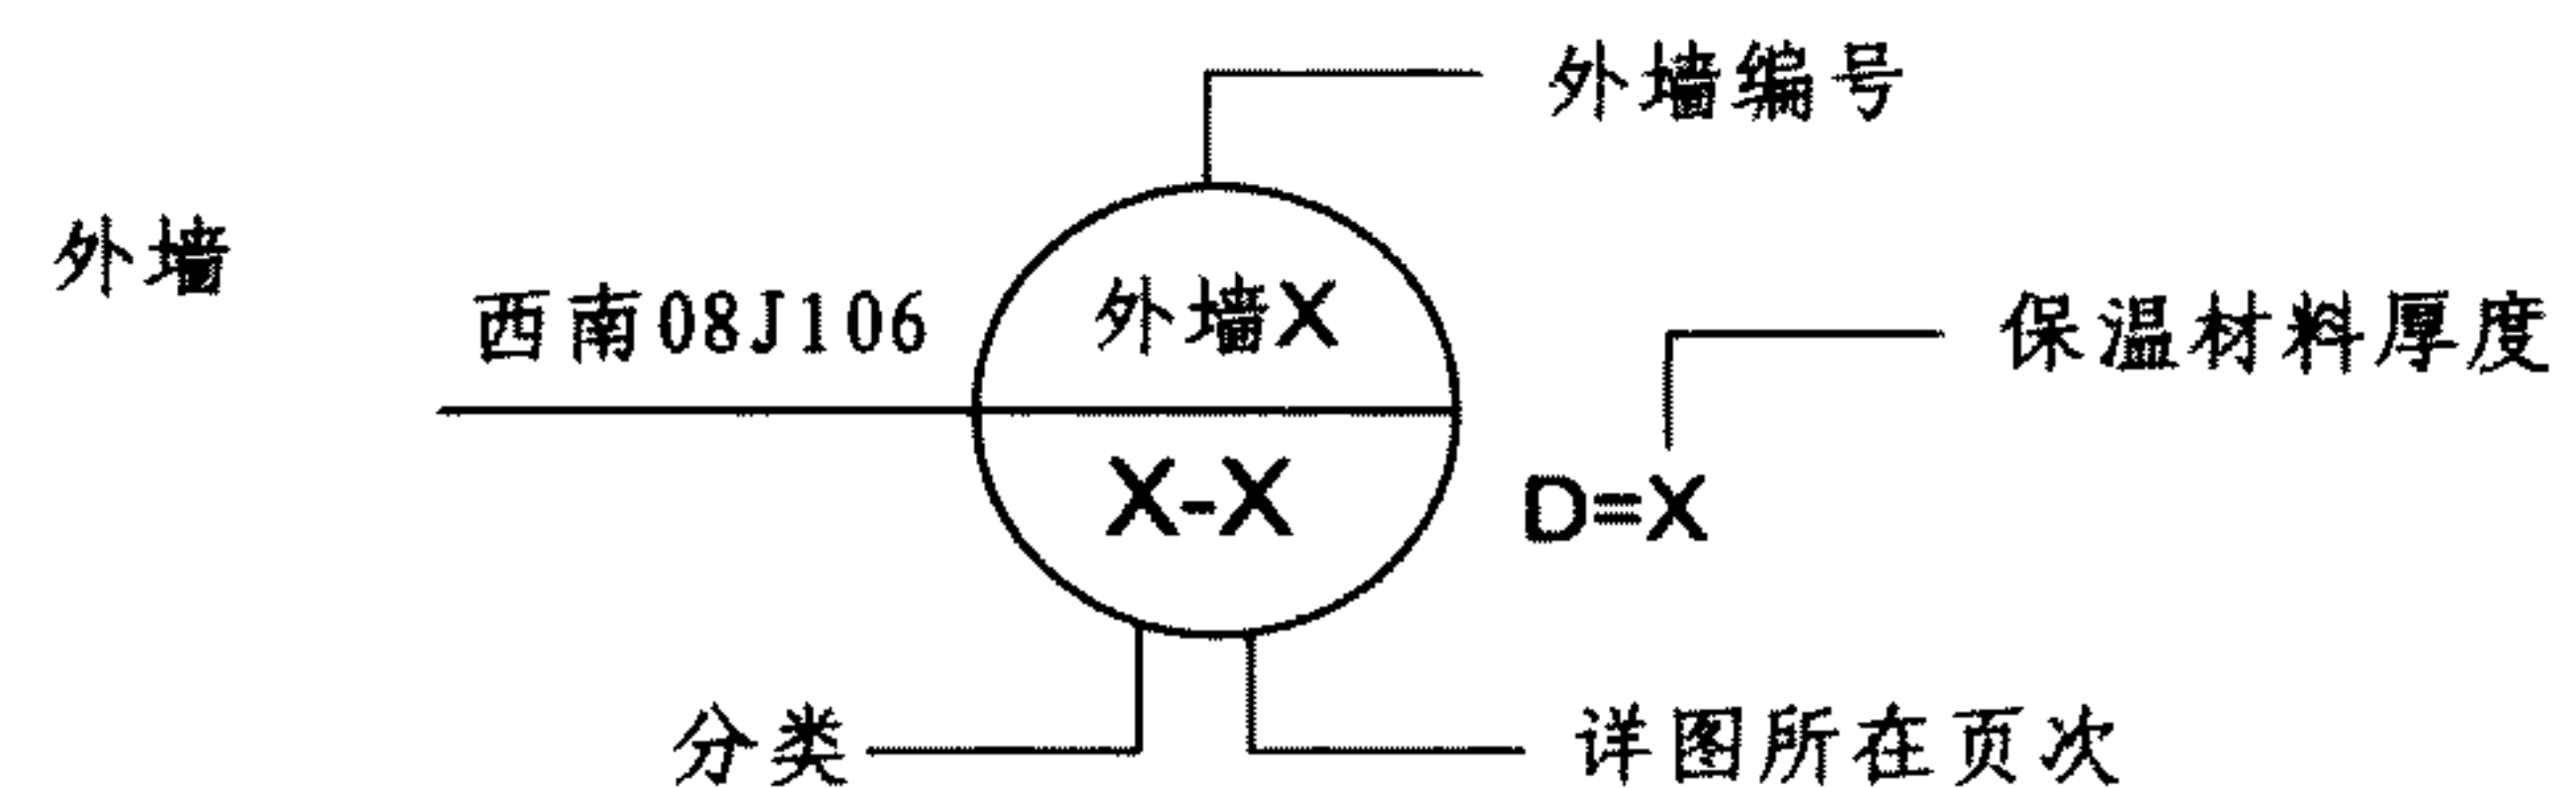 外墙编号
外墙
西南08J106
外墙X
保温材料厚度
X-X
D=X
分类
详图所在页次